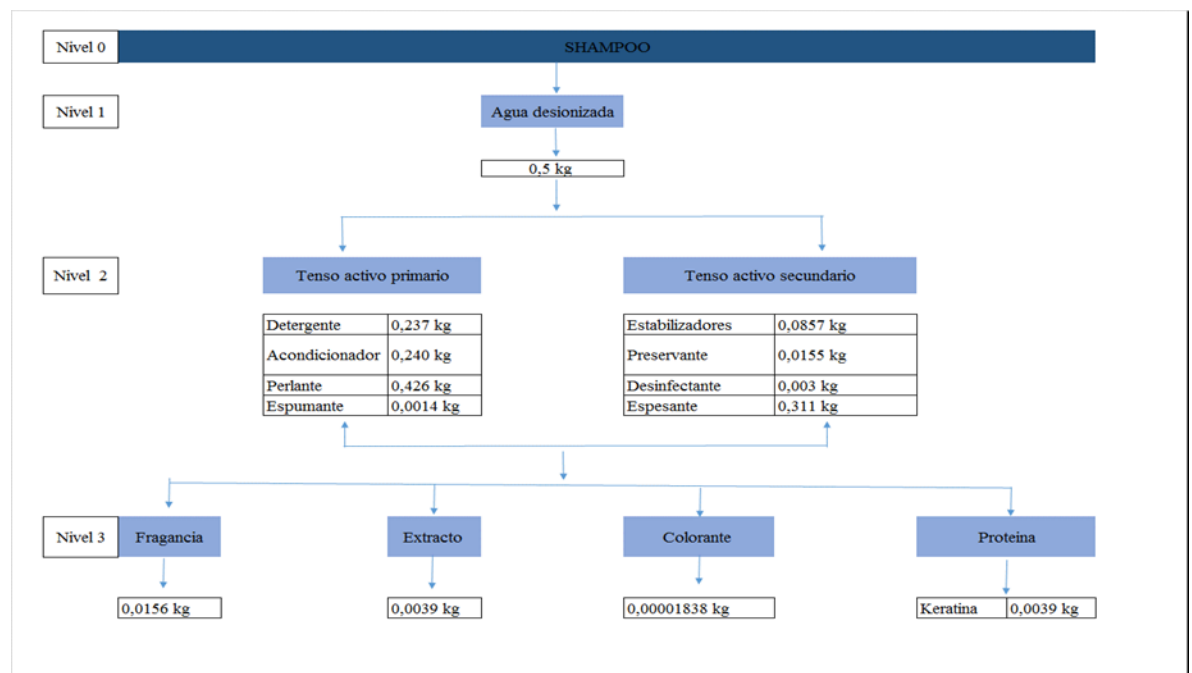 Nivel 0
SHAMPOO
Nivel 1
Agua desionizada
0,5 kg
Nivel 2
Tenso activo primario
Tenso activo secundario
Detergente 0,237 kg
Acondicionador 0,240 kg
Perlante 0,426 kg
Espumante 0,0014 kg
Estabilizadores 0,0857 kg
Preservante 0,0155 kg
Desinfectante 0,003 kg
Espesante 0,311 kg
Nivel 3
Fragancia
Extracto
Colorante
Proteina
0,0156 kg
0,0039 kg
0,00001838 kg
Keratina 0,0039 kg